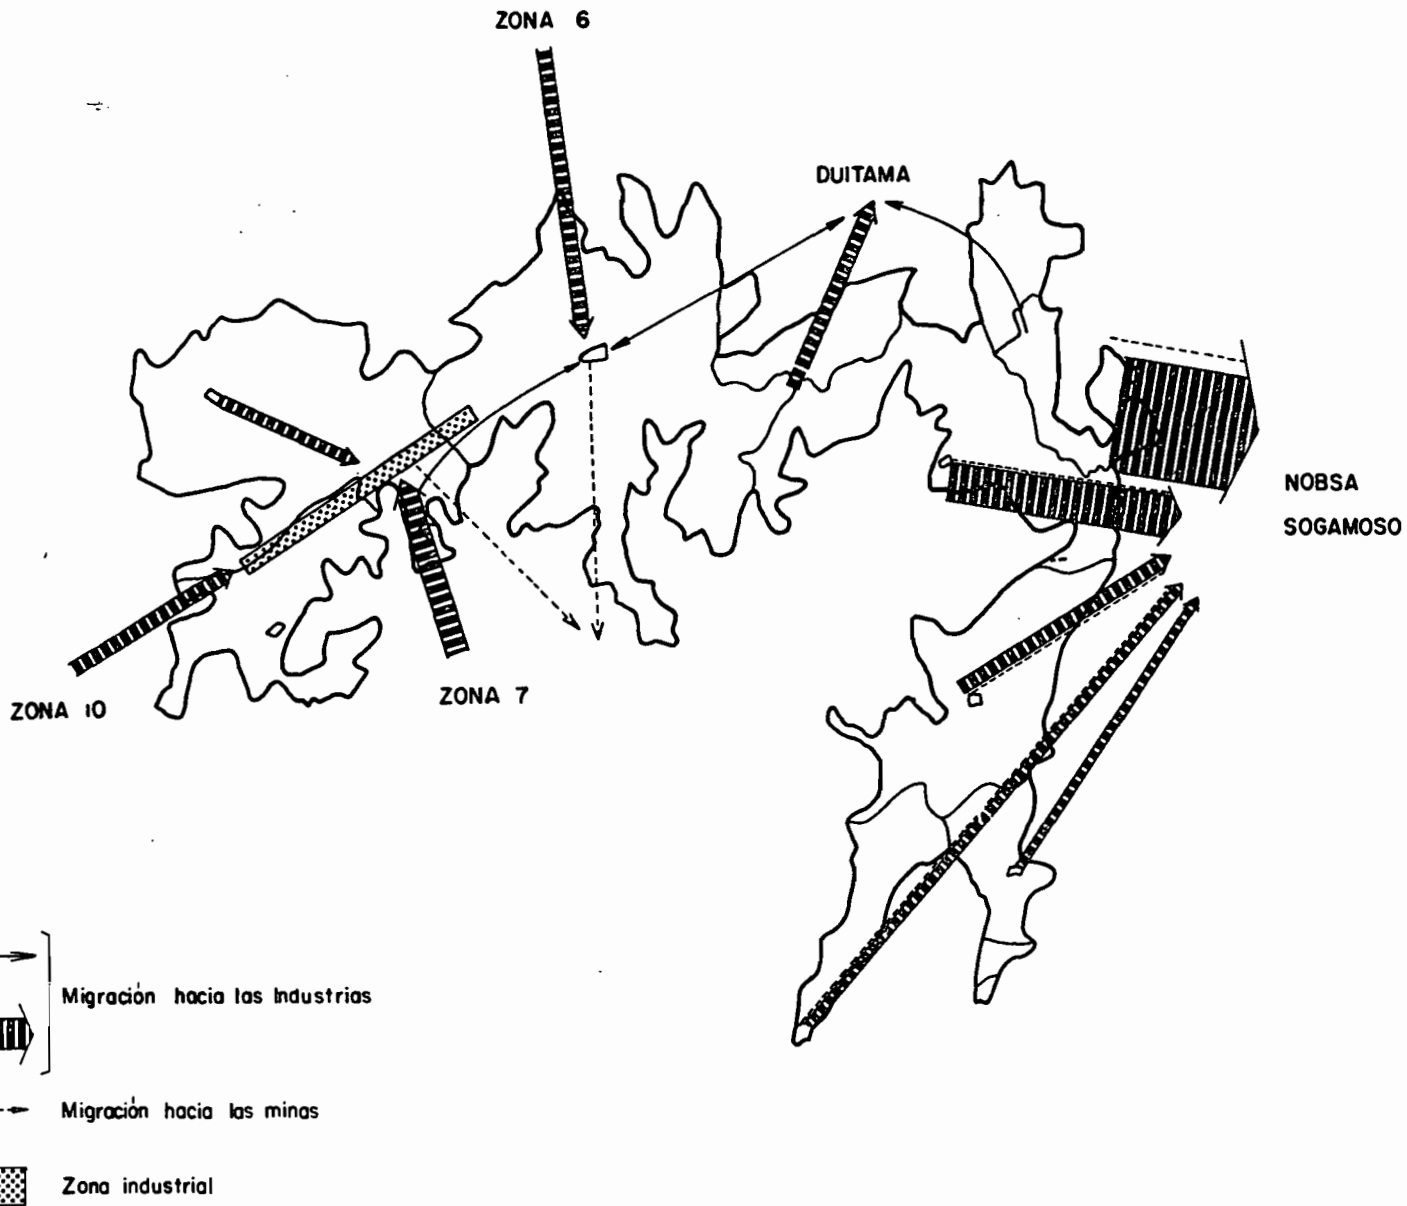 ZONA 6
DUITAMA
NOBSA
SOGAMOSO
ZONA 7
ZONA 10
Migración hacia las Industrias
Migración hacia las minas
Zona industrial